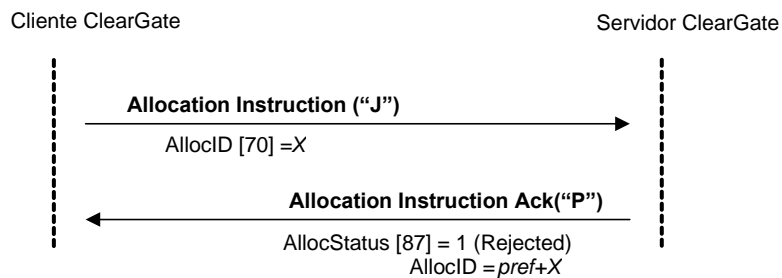 Cliente ClearGate
Servidor ClearGate
Allocation Instruction (“J”)
AllocID [70] =X
Allocation Instruction Ack(“P”)
AllocStatus [87] = 1 (Rejected)
AllocID =pref+X